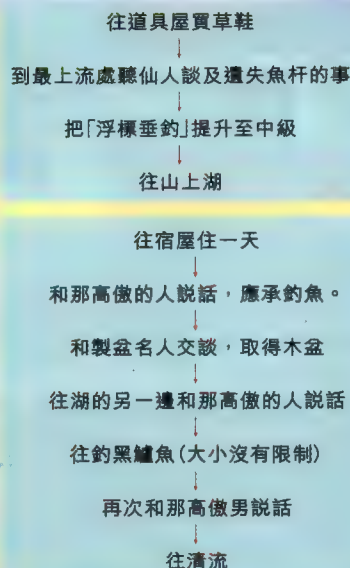 往道具屋買草鞋
到最上流處聽仙人談及遺失魚杆的事
把「浮標垂釣」提升至中級
往山上湖
往宿屋住一天
和那高傲的人説話，應承釣魚。
和製盆名人交談，取得木盆
往湖的另一邊和那高傲的人説話
往釣黑鱸魚(大小沒有限制)
再次和那高傲男説話
往清流